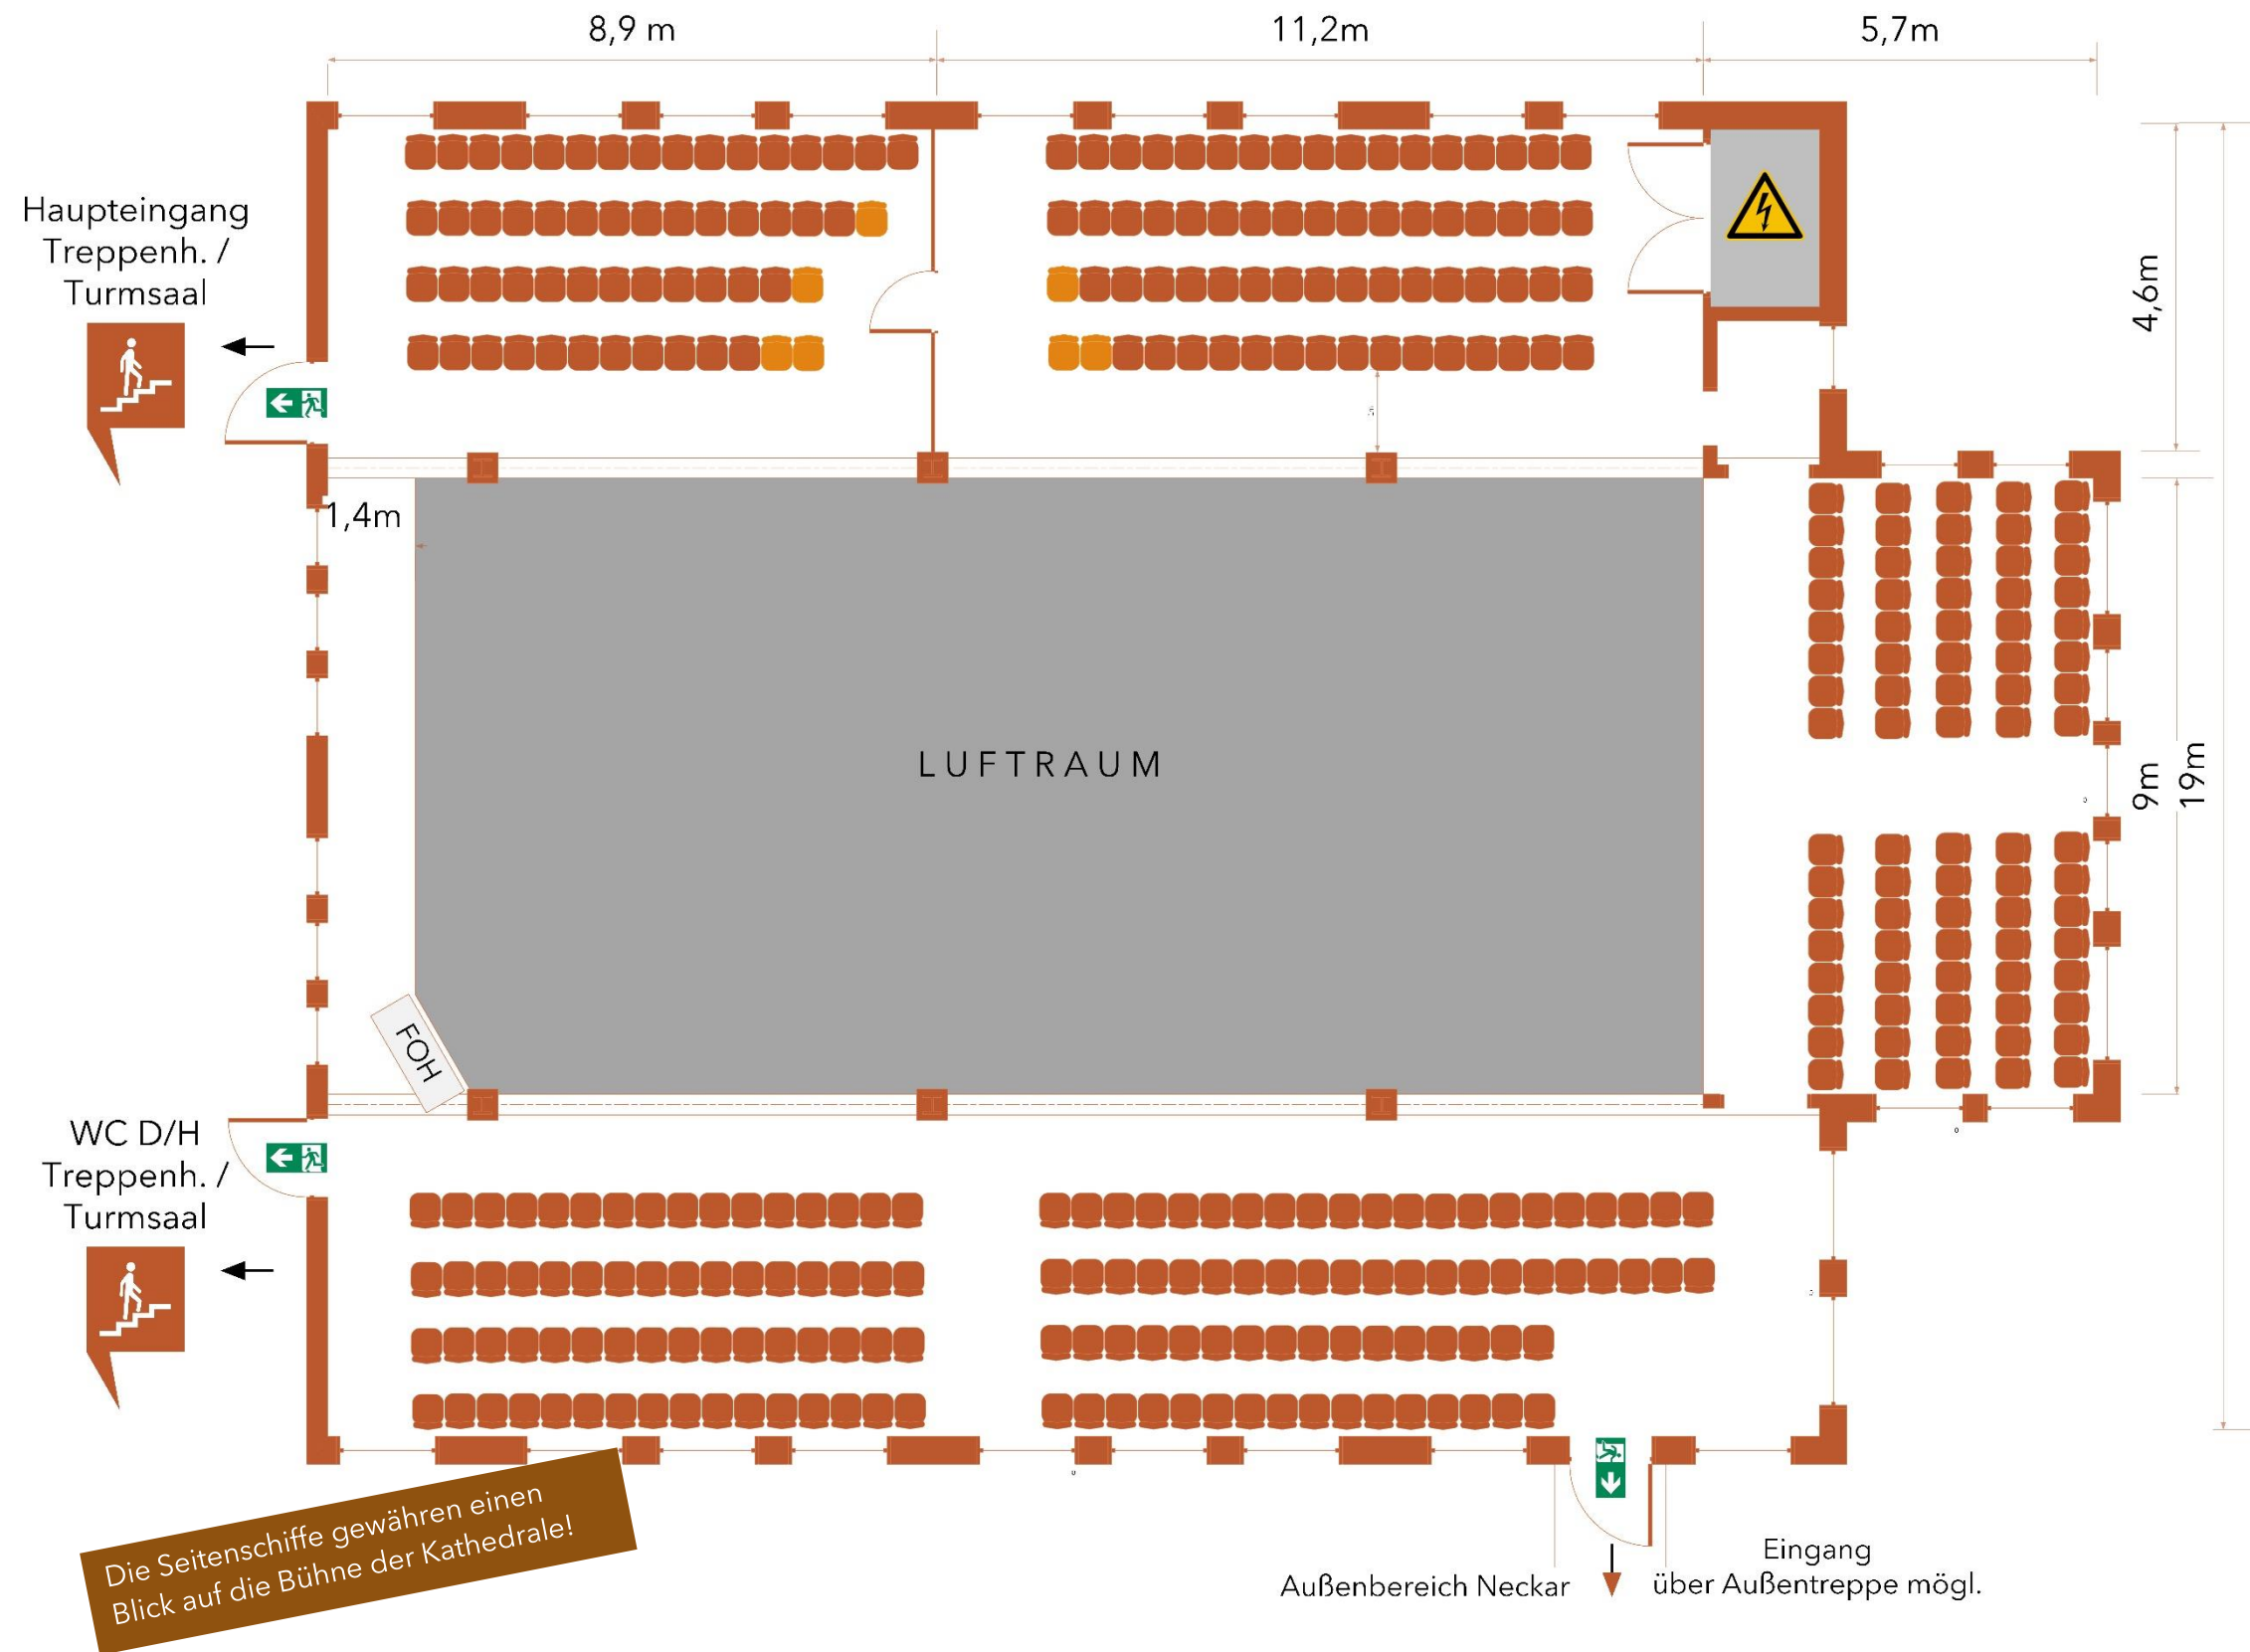 8,9 m
11,2m
5,7m
Haupteingang
Treppenh. /
Turmsaal
4,6m
1,4m
LUFTRAUM
9m
19m
FOH
WC D/H
Treppenh. /
Turmsaal
Die Seitenschiffe gewähren einen
Blick auf die Bühne der Kathedrale!
Außenbereich Neckar
Eingang
über Außentreppe mögl.